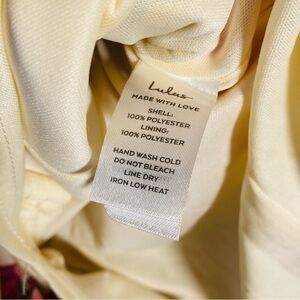 Lulus
MADE WITH LOVE
SHELL:
100% POLYESTER
LINING:
100% POLYESTER
HAND WASH COLD
DO NOT BLEACH
LINE DRY
IRON LOW HEAT